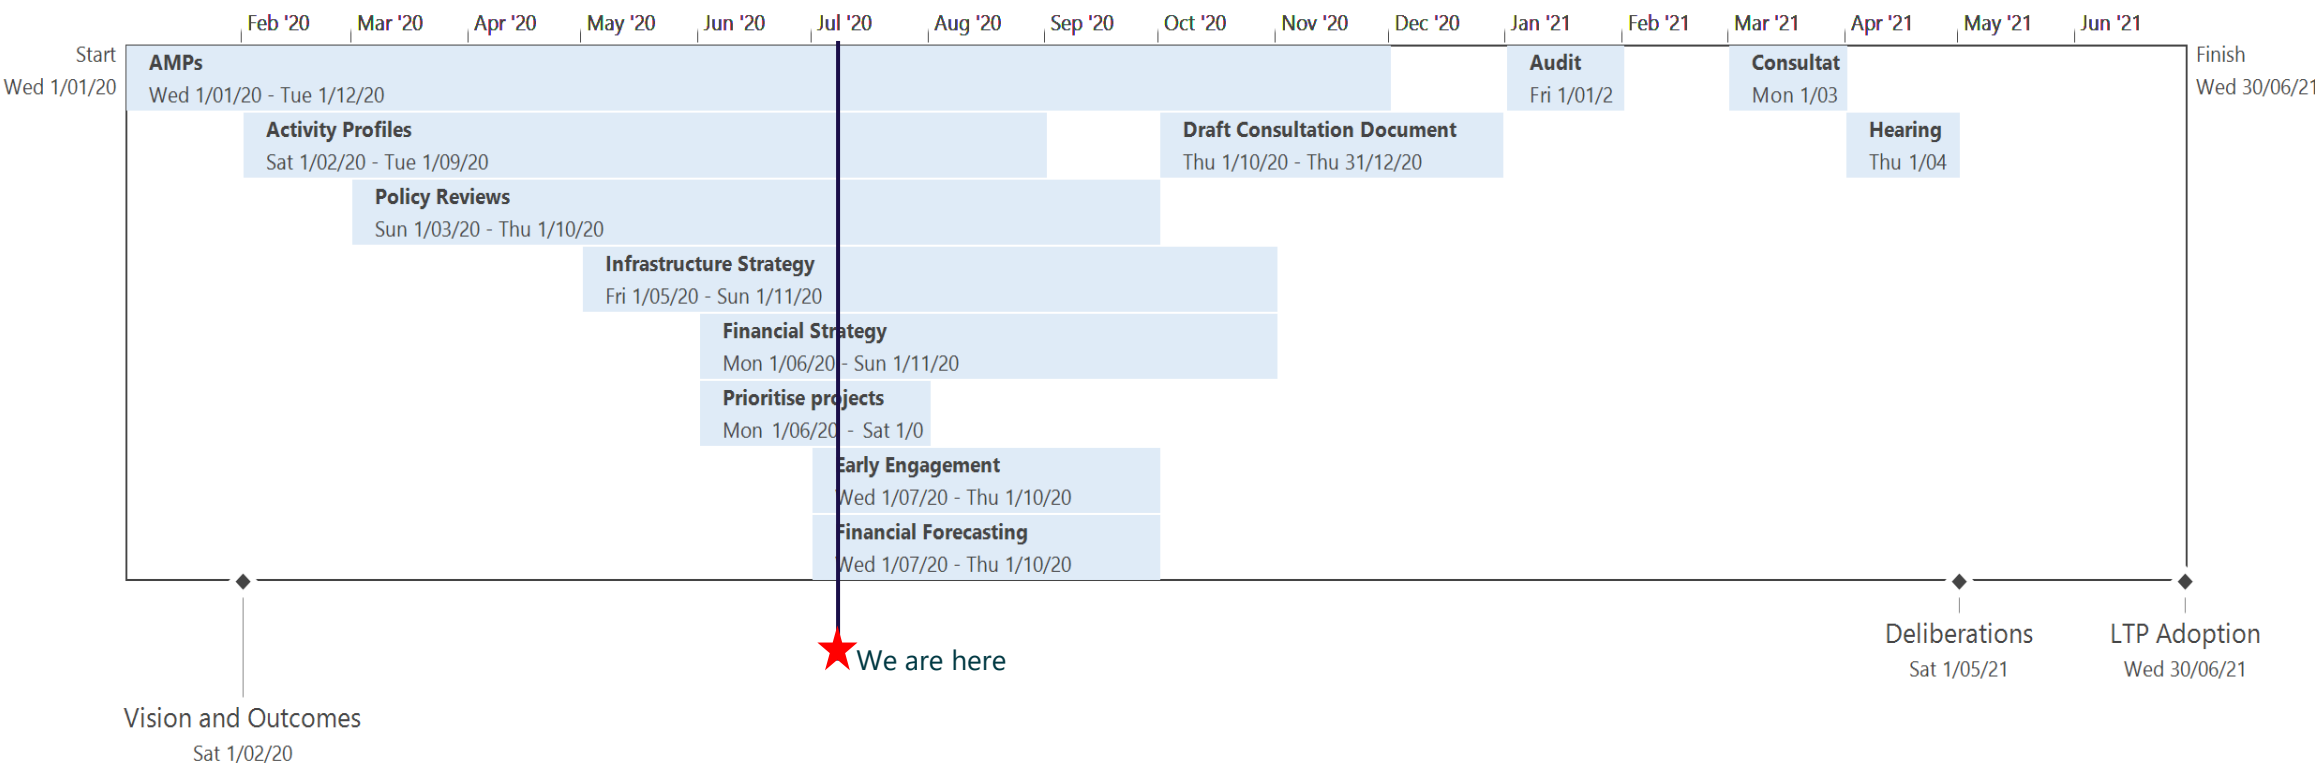 Feb '20 Mar '20 Apr '20 May '20 Jun '20 Jul '20 Aug '20 Sep '20 Oct '20 Nov '20 Dec '20 Jan '21 Feb '21 Mar '21 Apr '21 May '21 Jun '21
Start
Wed 1/01/20
Finish
Wed 30/06/21
AMPs
Wed 1/01/20 - Tue 1/12/20
Audit
Fri 1/01/2
Consultat
Mon 1/03
Activity Profiles
Sat 1/02/20 - Tue 1/09/20
Draft Consultation Document
Thu 1/10/20 - Thu 31/12/20
Hearing
Thu 1/04
Policy Reviews
Sun 1/03/20 - Thu 1/10/20
Infrastructure Strategy
Fri 1/05/20 - Sun 1/11/20
Financial Strategy
Mon 1/06/20 - Sun 1/11/20
Prioritise projects
Mon 1/06/20 - Sat 1/0
Early Engagement
Wed 1/07/20 - Thu 1/10/20
Financial Forecasting
Wed 1/07/20 - Thu 1/10/20
We are here
Deliberations
Sat 1/05/21
LTP Adoption
Wed 30/06/21
Vision and Outcomes
Sat 1/02/20